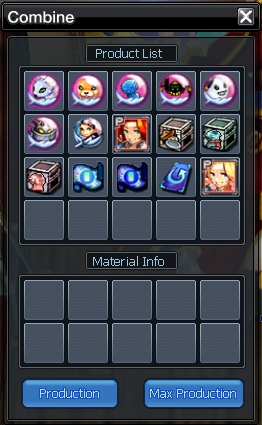 Combine
Product List
P
P
Material Info
Production
Max Production